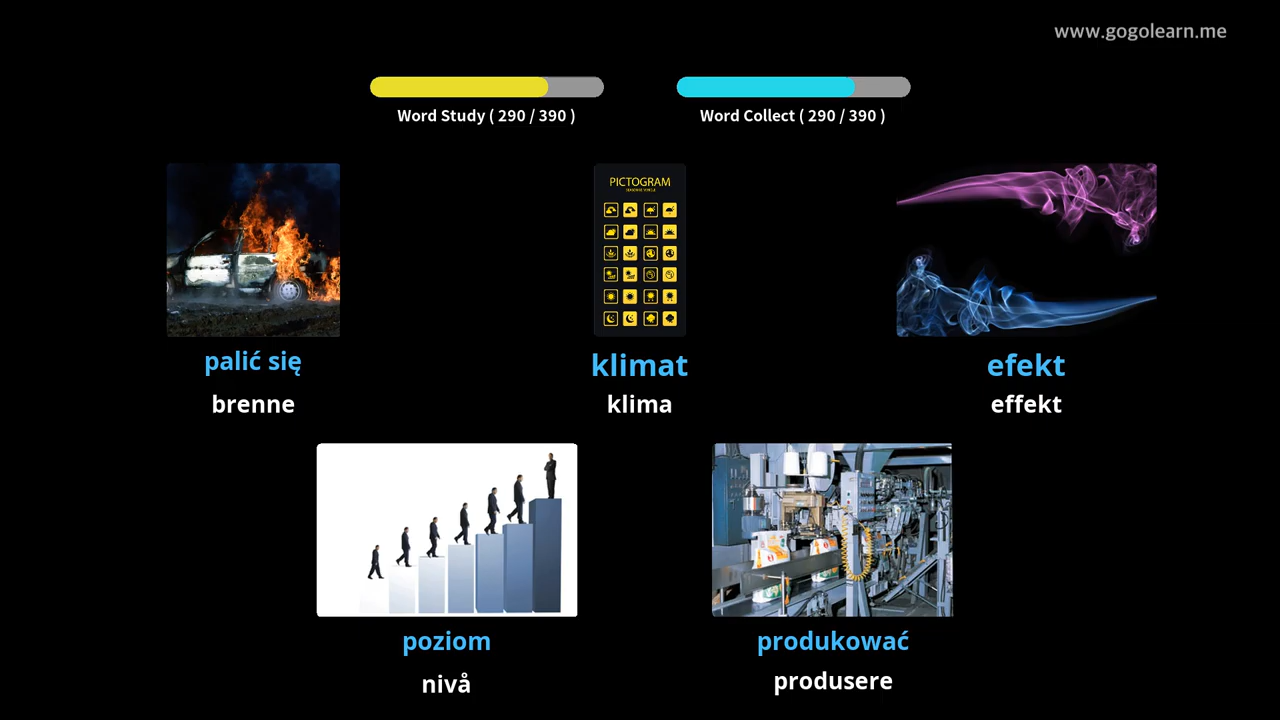 www.gogolearn.me
Word Study ( 290 / 390 )
Word Collect ( 290 / 390 )
PICTOGRAM
palić się
klimat
efekt
brenne
klima
effekt
poziom
produkować
nivå
produsere